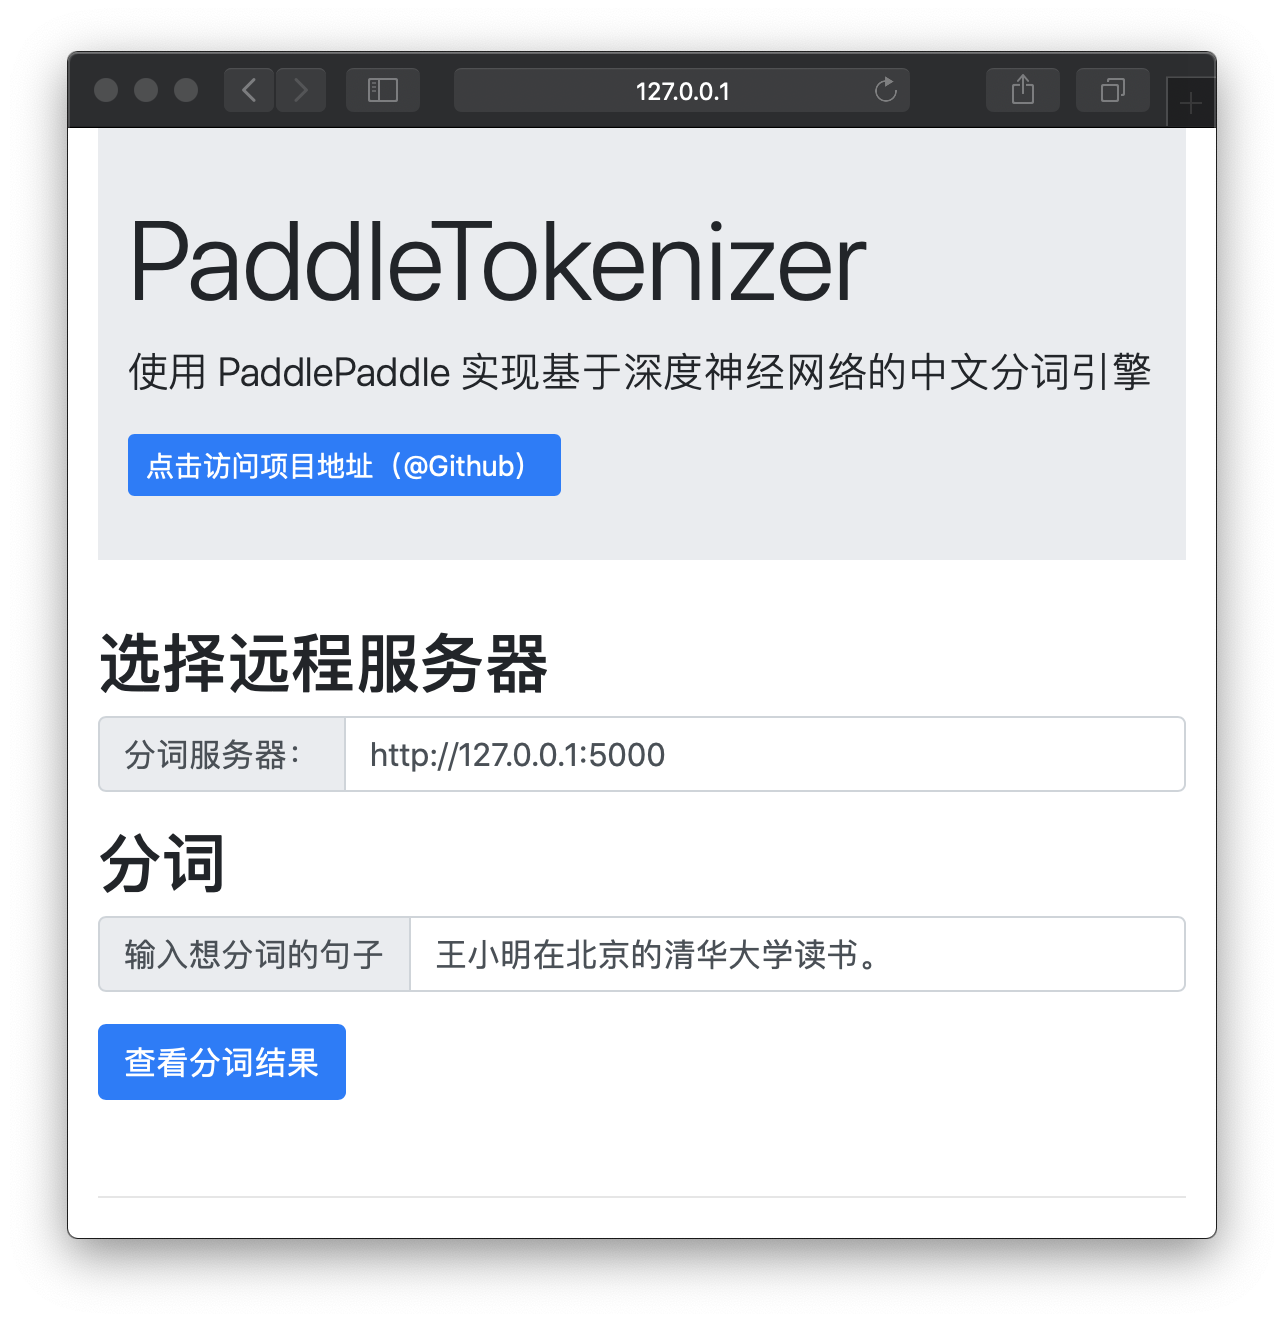 127.0.0.1
PaddleTokenizer
使用 PaddlePaddle 实现基于深度神经网络的中文分词引擎
点击访问项目地址（@Github）
选择远程服务器
分词服务器： http://127.0.0.1:5000
分词
输入想分词的句子 王小明在北京的清华大学读书。
查看分词结果